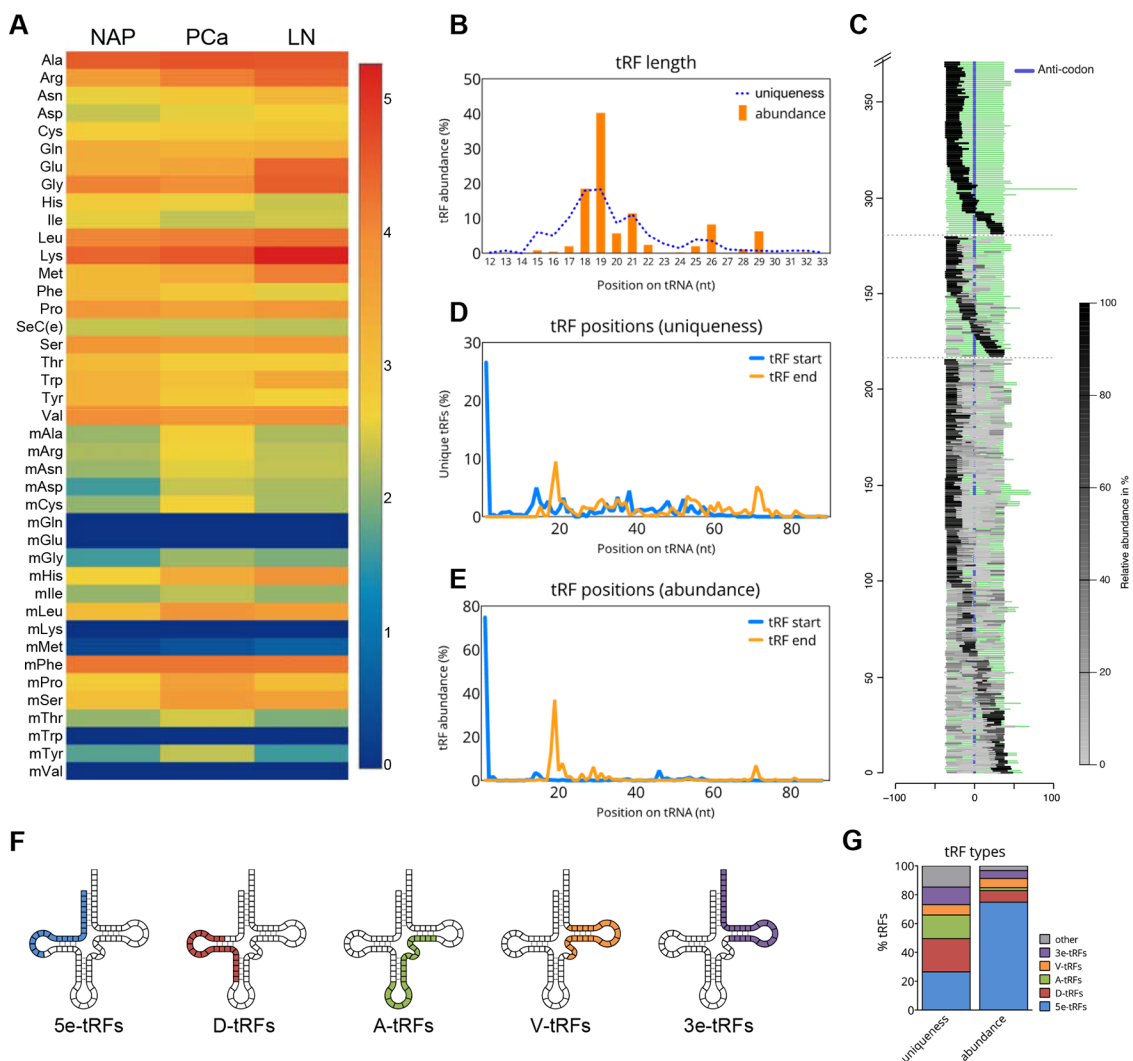 A
NAP PCa LN
Ala
Arg
Asn
Asp
Cys
Gln
Glu
Gly
His
Ile
Leu
Lys
Met
Phe
Pro
SeC(e)
Ser
Thr
Trp
Tyr
Val
mAla
mArg
mAsn
mAsp
mCys
mGln
mGlu
mGly
mHis
mIle
mLeu
mLys
mMet
mPhe
mPro
mSer
mThr
mTrp
mTyr
mVal
5
4
3
2
1
0
B
tRF length
tRF abundance (%)
50
40
30
20
10
0
uniqueness
abundance
12 13 14 15 16 17 18 19 20 21 22 23 24 25 26 27 28 29 30 31 32 33
Position on tRNA (nt)
D
tRF positions (uniqueness)
Unique tRFs (%)
30
20
10
0
tRF start
tRF end
20 40 60 80
Position on tRNA (nt)
E
tRF positions (abundance)
tRF abundance (%)
80
60
40
20
0
tRF start
tRF end
20 40 60 80
Position on tRNA (nt)
C
Anti-codon
350
300
150
200
150
100
50
0
−100 0 100
100
80
60
40
20
0
Relative abundance in %
F
5e-tRFs D-tRFs A-tRFs V-tRFs 3e-tRFs
G
tRF types
% tRFs
100
80
60
40
20
0
uniqueness
abundance
other
3e-tRFs
V-tRFs
A-tRFs
D-tRFs
5e-tRFs